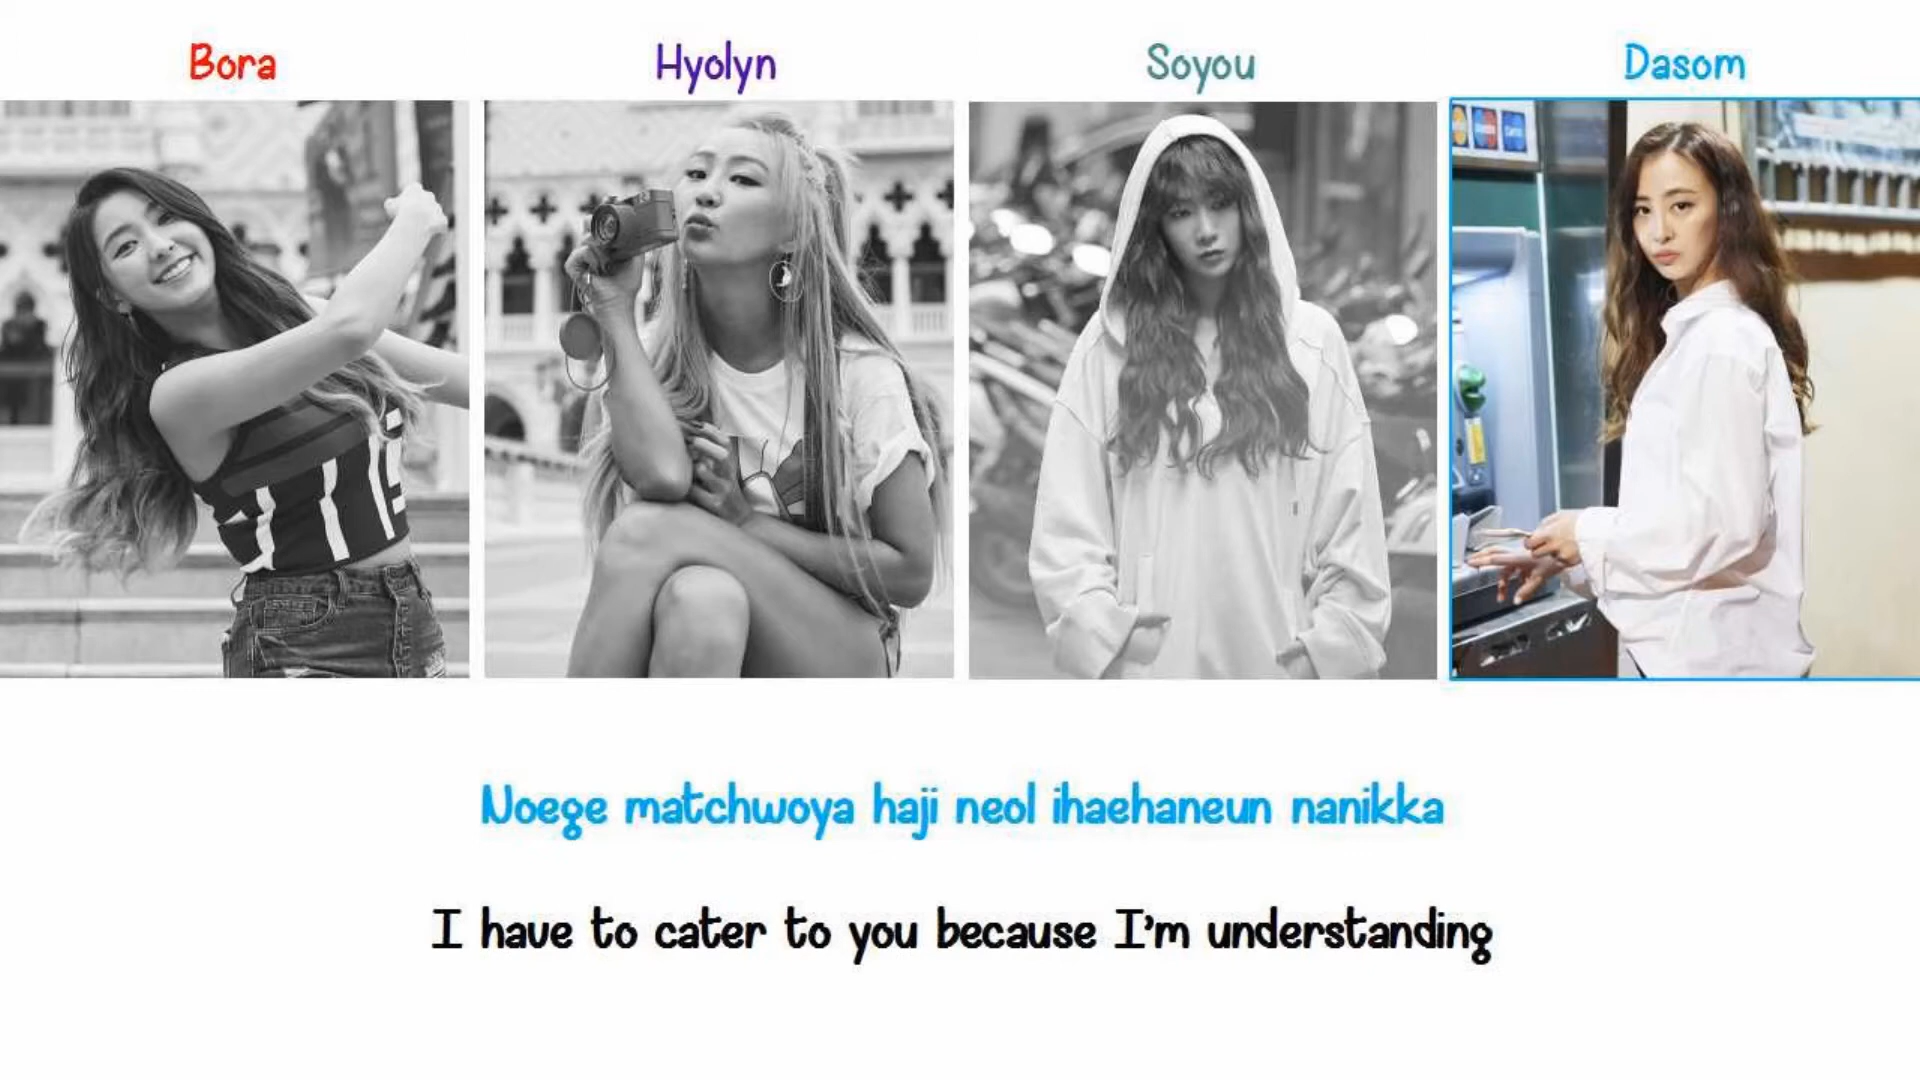 Bora
Hyolyn
Soyou
Dasom
Noege matchwoya haji neol ihaehaneun nanikka
I have to cater to you because I'm understanding